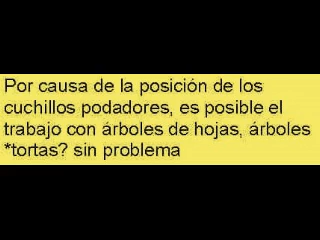 Por causa de la posición de los
cuchillos podadores, es posible el
trabajo con árboles de hojas, árboles
*tortas? sin problema